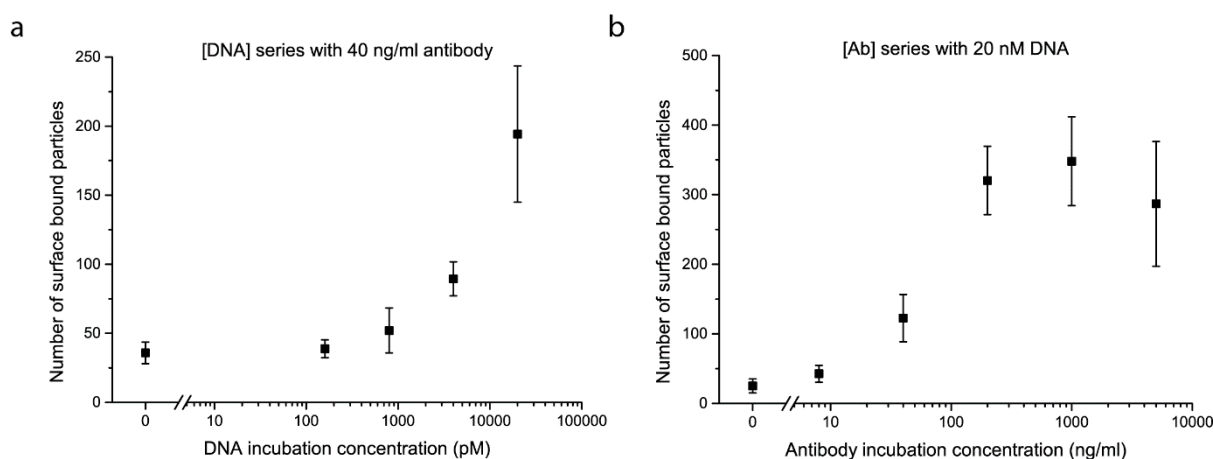 a
[DNA] series with 40 ng/ml antibody
250
200
150
100
50
0
Number of surface bound particles
0
10
100
1000
10000
100000
DNA incubation concentration (pM)
b
[Ab] series with 20 nM DNA
500
400
300
200
100
0
Number of surface bound particles
0
10
100
1000
10000
Antibody incubation concentration (ng/ml)